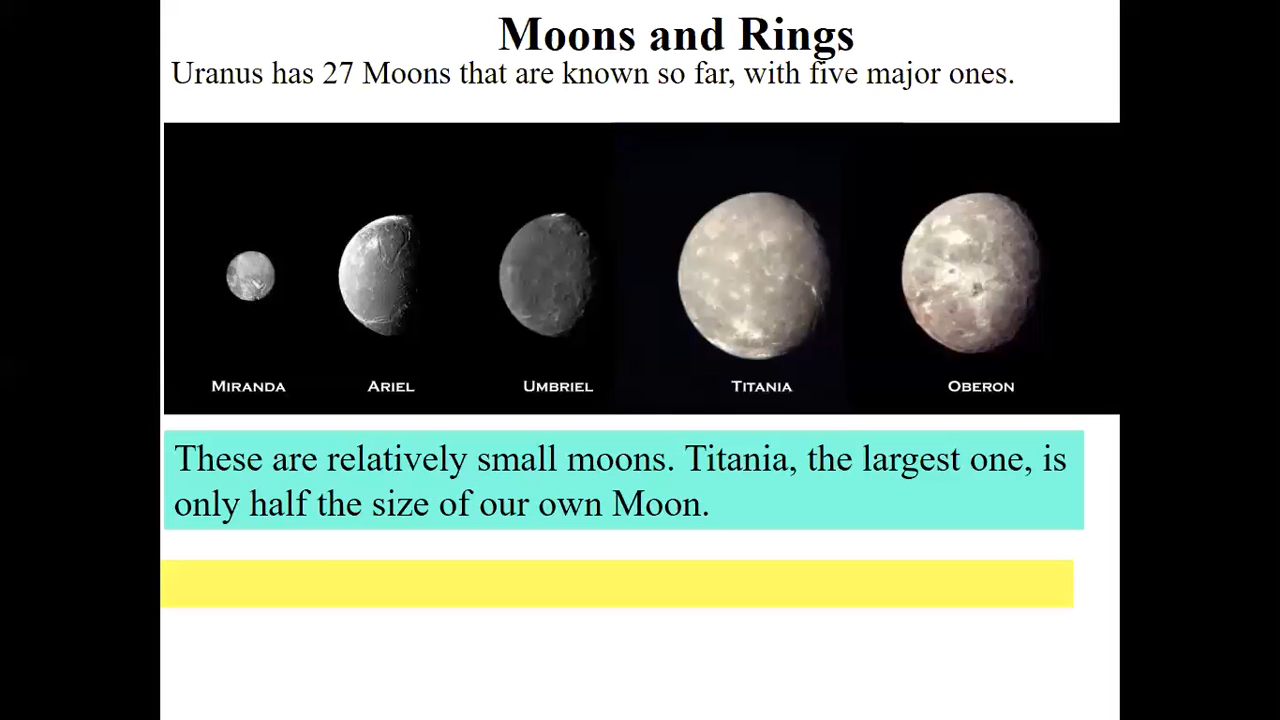 Moons and Rings
Uranus has 27 Moons that are known so far, with five major ones.
MIRANDA ARIEL UMBRIEL TITANIA OBERON
These are relatively small moons. Titania, the largest one, is
only half the size of our own Moon.